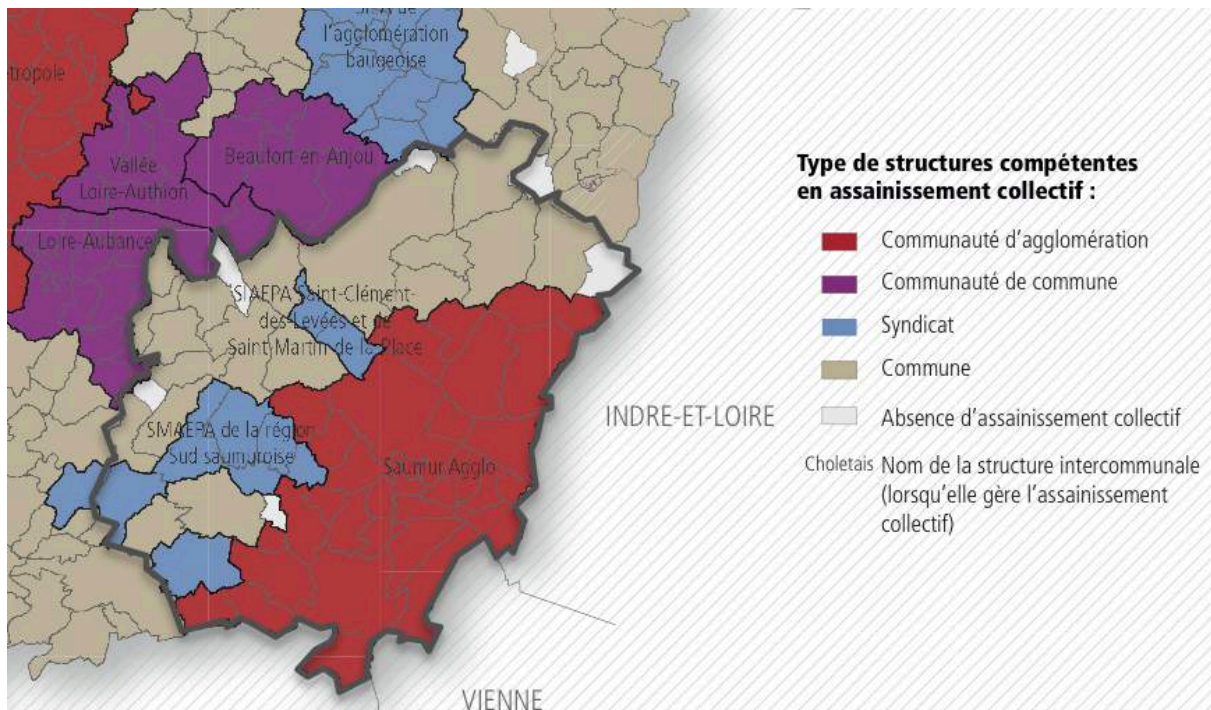 l'agglomération
baugeoise
tropole
Vallée
Loire-Authion
Beaufort-en-Anjou
Loire-Aubance
SIAEPA Saint-Clément-
des-Levées et de
Saint-Martin de la Place
SMAEPA de la région
Sud saumuroise
Saumur Agglo
INDRE-ET-LOIRE
VIENNE
Type de structures compétentes
en assainissement collectif :
Communauté d'agglomération
Communauté de commune
Syndicat
Commune
Absence d'assainissement collectif
Choletais Nom de la structure intercommunale
(lorsqu'elle gère l'assainissement
collectif)